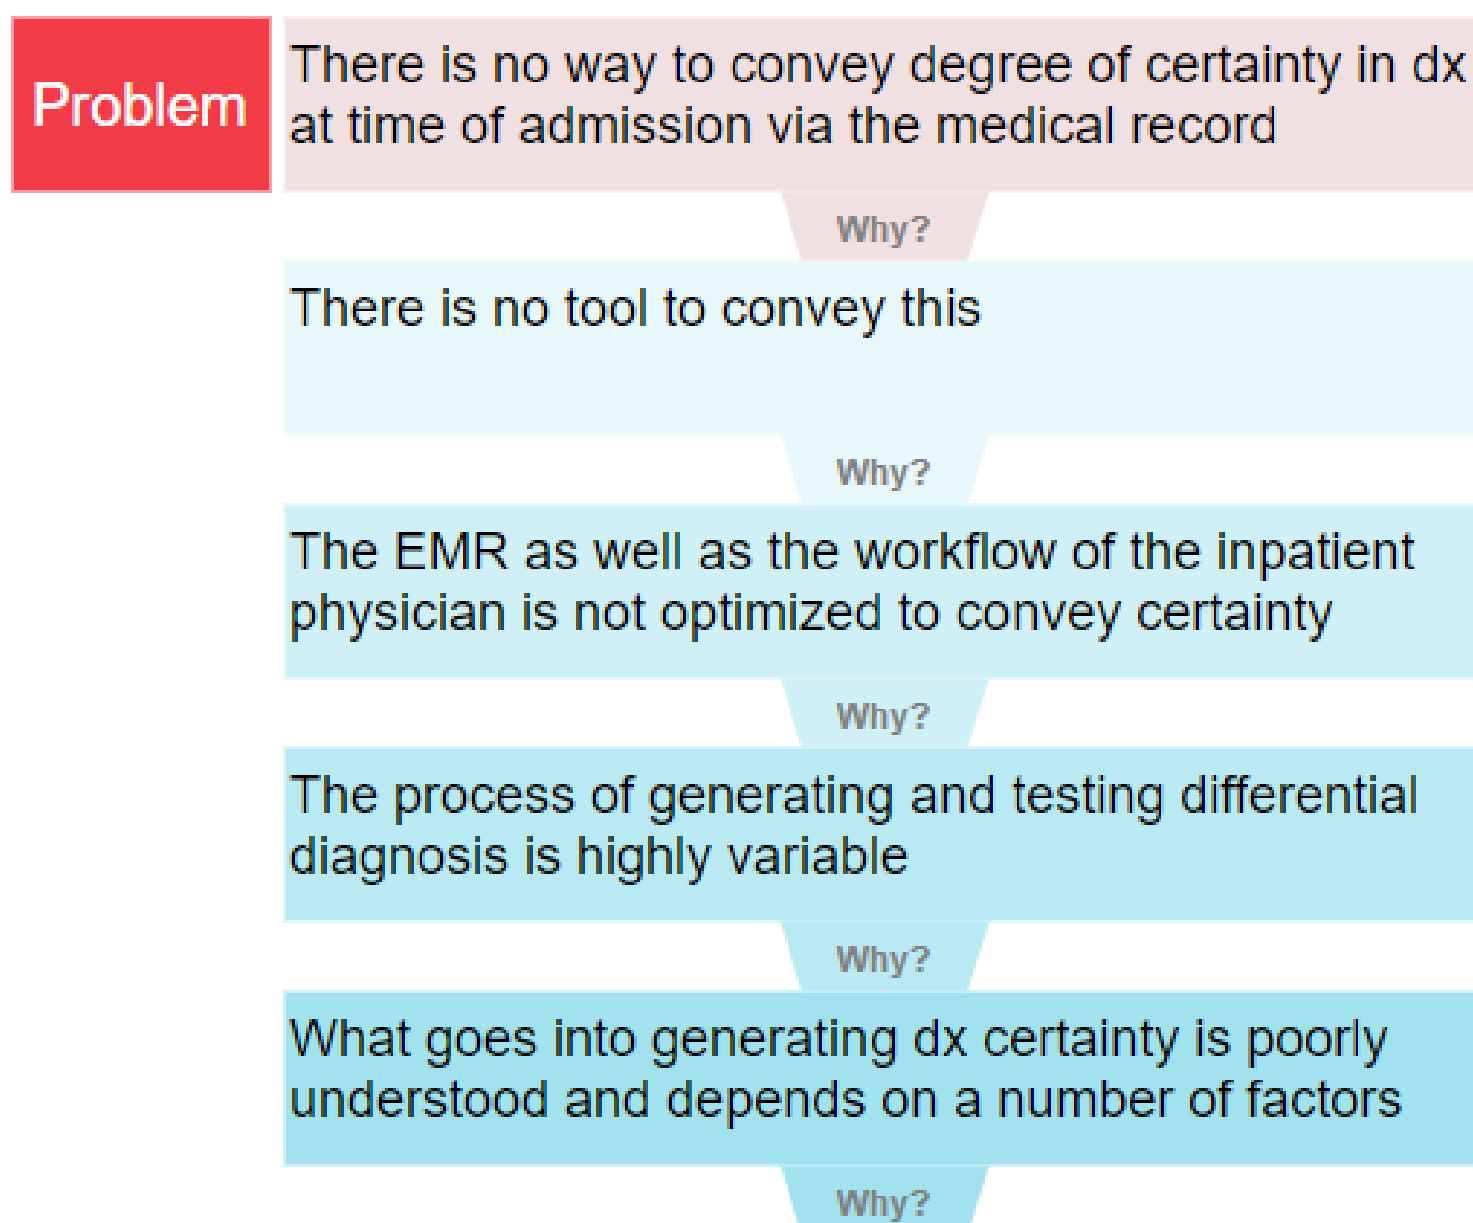 Problem
There is no way to convey degree of certainty in dx
at time of admission via the medical record
Why?
There is no tool to convey this
Why?
The EMR as well as the workflow of the inpatient
physician is not optimized to convey certainty
Why?
The process of generating and testing differential
diagnosis is highly variable
Why?
What goes into generating dx certainty is poorly
understood and depends on a number of factors
Why?